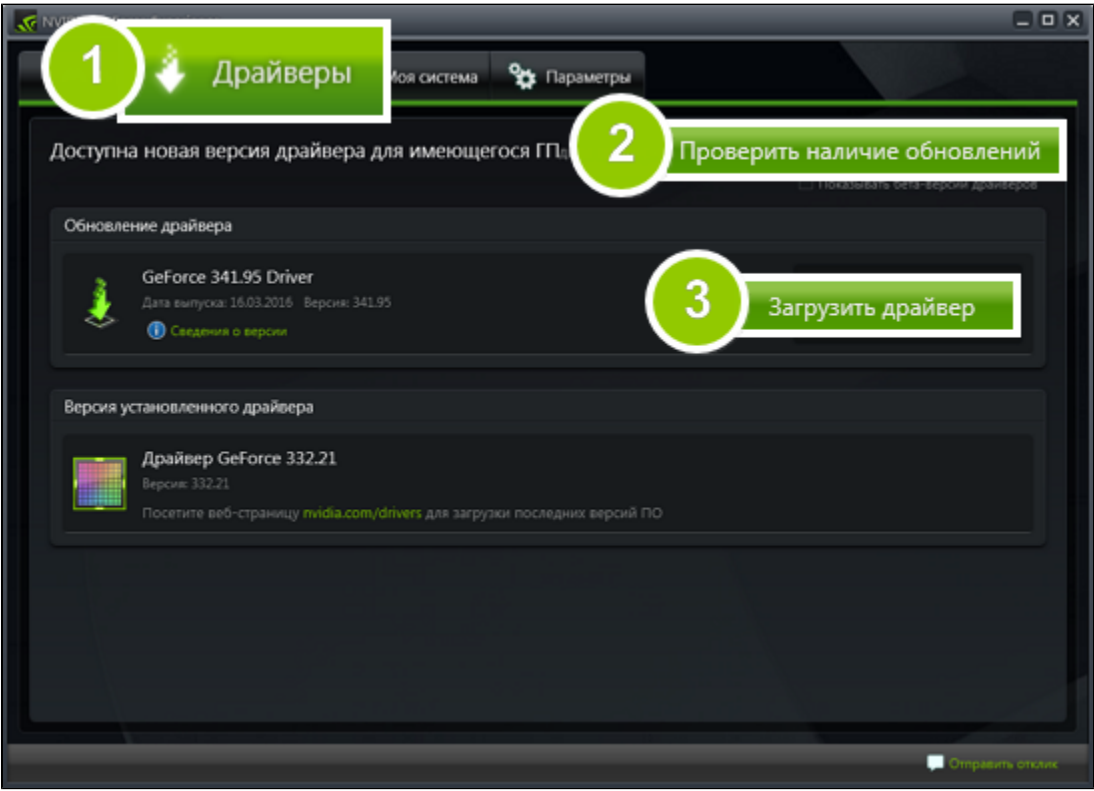 NVI
1
Драйверы
Моя система
Параметры
Доступна новая версия драйвера для имеющегося ГП
2
Проверить наличие обновлений
Показывать бета-версии драйверов
Обновление драйвера
GeForce 341.95 Driver
Дата выпуска: 16.03.2016 Версия: 341.95
Сведения о версии
3
Загрузить драйвер
Версия установленного драйвера
Драйвер GeForce 332.21
Версия: 332.21
Посетите веб-страницу nvidia.com/drivers для загрузки последних версий ПО
Отправить отклик